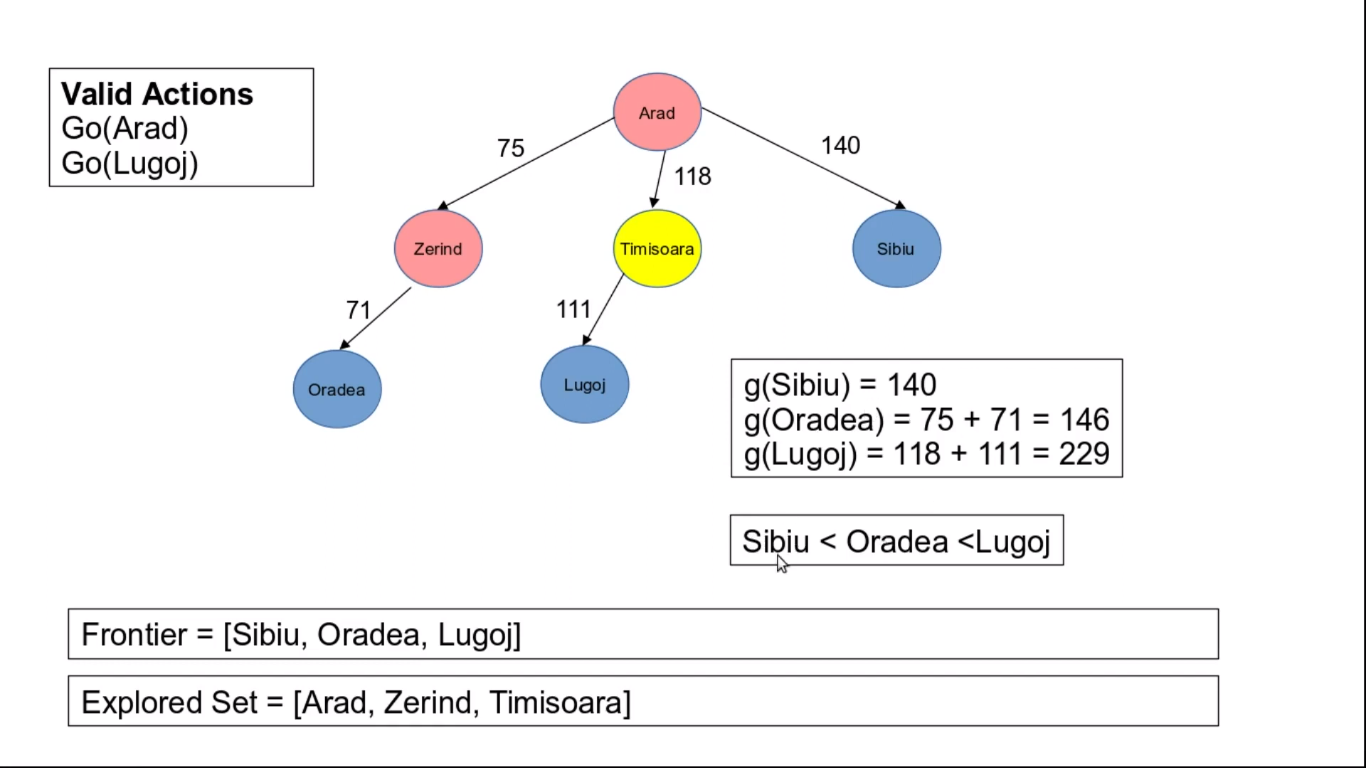 Valid Actions
Go(Arad)
Go(Lugoj)
Arad
75
118
140
Zerind
Timisoara
Sibiu
71
111
Oradea
Lugoj
g(Sibiu) = 140
g(Oradea) = 75 + 71 = 146
g(Lugoj) = 118 + 111 = 229
Sibiu < Oradea <Lugoj
Frontier = [Sibiu, Oradea, Lugoj]
Explored Set = [Arad, Zerind, Timisoara]